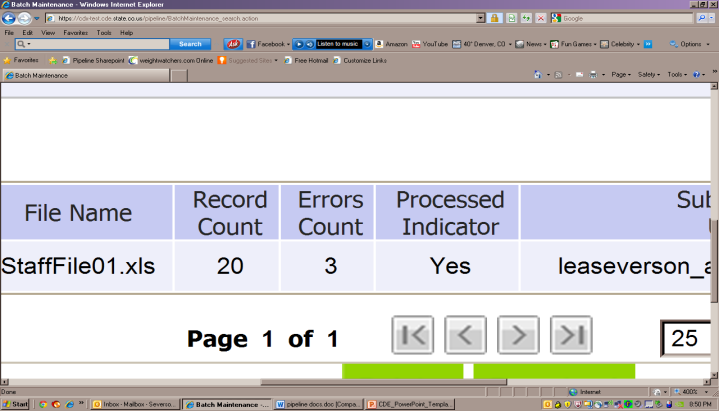 Batch Maintenance - Windows Internet Explorer
https://cdx-test.cde.state.co.us/pipeline/BatchMaintenance_search.action
Google
File Edit View Favorites Tools Help
Search Ask Facebook Listen to music Amazon YouTube 40° Denver, CO News Fun Games Celebrity Options
Favorites Pipeline Sharepoint weightwatchers.com Online Suggested Sites Free Hotmail Customize Links
Batch Maintenance Page Safety Tools
File Name Record Count Errors Count Processed Indicator Sub
StaffFile01.xls 20 3 Yes leaseverson_a
Page 1 of 1 25
Done Internet 400%
Start Inbox - Mailbox - Severso... Batch Maintenance -... pipeline docs.doc [Compa... CDE_PowerPoint_Templa... 8:50 PM